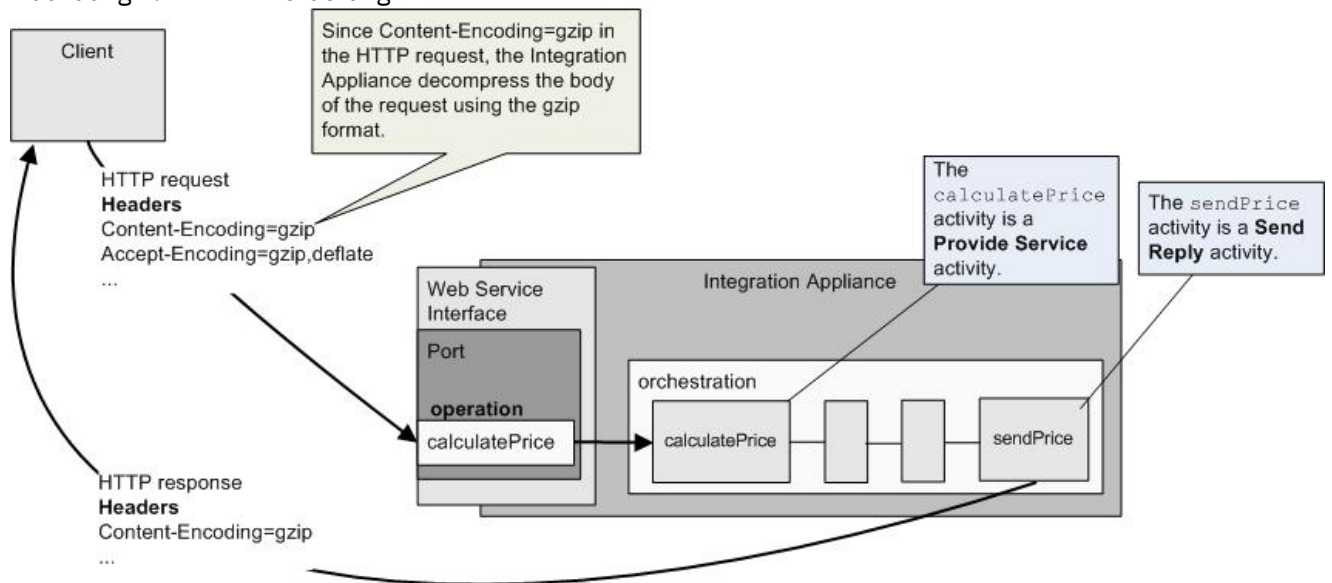 Client
Since Content-Encoding=gzip in
the HTTP request, the Integration
Appliance decompress the body
of the request using the gzip
format.
HTTP request
Headers
Content-Encoding=gzip
Accept-Encoding=gzip,deflate
...
The
calculatePrice
activity is a
Provide Service
activity.
The sendPrice
activity is a Send
Reply activity.
Web Service
Interface
Integration Appliance
Port
operation
calculatePrice
orchestration
calculatePrice
sendPrice
HTTP response
Headers
Content-Encoding=gzip
...